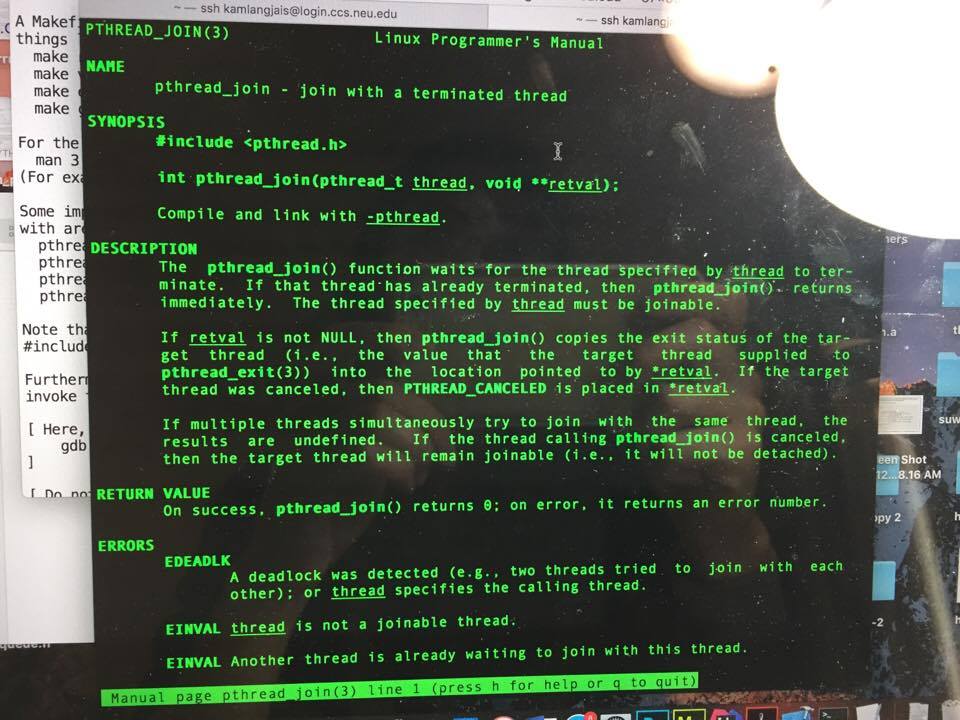 ~ — ssh kamlangjais@login.ccs.neu.edu
~ — ssh kamlangj
A Makef
things
make
make
make
make
For the
man 3
(For exa
Some imp
with are
pthrea
pthrea
pthrea
pthrea
Note tha
#include
Furtherm
invoke
[ Here,
gdb
]
[ Do no
PTHREAD_JOIN(3) Linux Programmer's Manual
NAME
pthread_join - join with a terminated thread
SYNOPSIS
#include <pthread.h>
int pthread_join(pthread_t thread, void **retval);
Compile and link with -pthread.
DESCRIPTION
The pthread_join() function waits for the thread specified by thread to ter-
minate. If that thread has already terminated, then pthread_join() returns
immediately. The thread specified by thread must be joinable.
If retval is not NULL, then pthread_join() copies the exit status of the tar-
get thread (i.e., the value that the target thread supplied to
pthread_exit(3)) into the location pointed to by *retval. If the target
thread was canceled, then PTHREAD_CANCELED is placed in *retval.
If multiple threads simultaneously try to join with the same thread, the
results are undefined. If the thread calling pthread_join() is canceled,
then the target thread will remain joinable (i.e., it will not be detached).
RETURN VALUE
On success, pthread_join() returns 0; on error, it returns an error number.
ERRORS
EDEADLK
A deadlock was detected (e.g., two threads tried to join with each
other); or thread specifies the calling thread.
EINVAL thread is not a joinable thread.
EINVAL Another thread is already waiting to join with this thread.
Manual page pthread_join(3) line 1 (press h for help or q to quit)
ners
n.a
suw
een Shot
12...8.16 AM
opy 2
-2